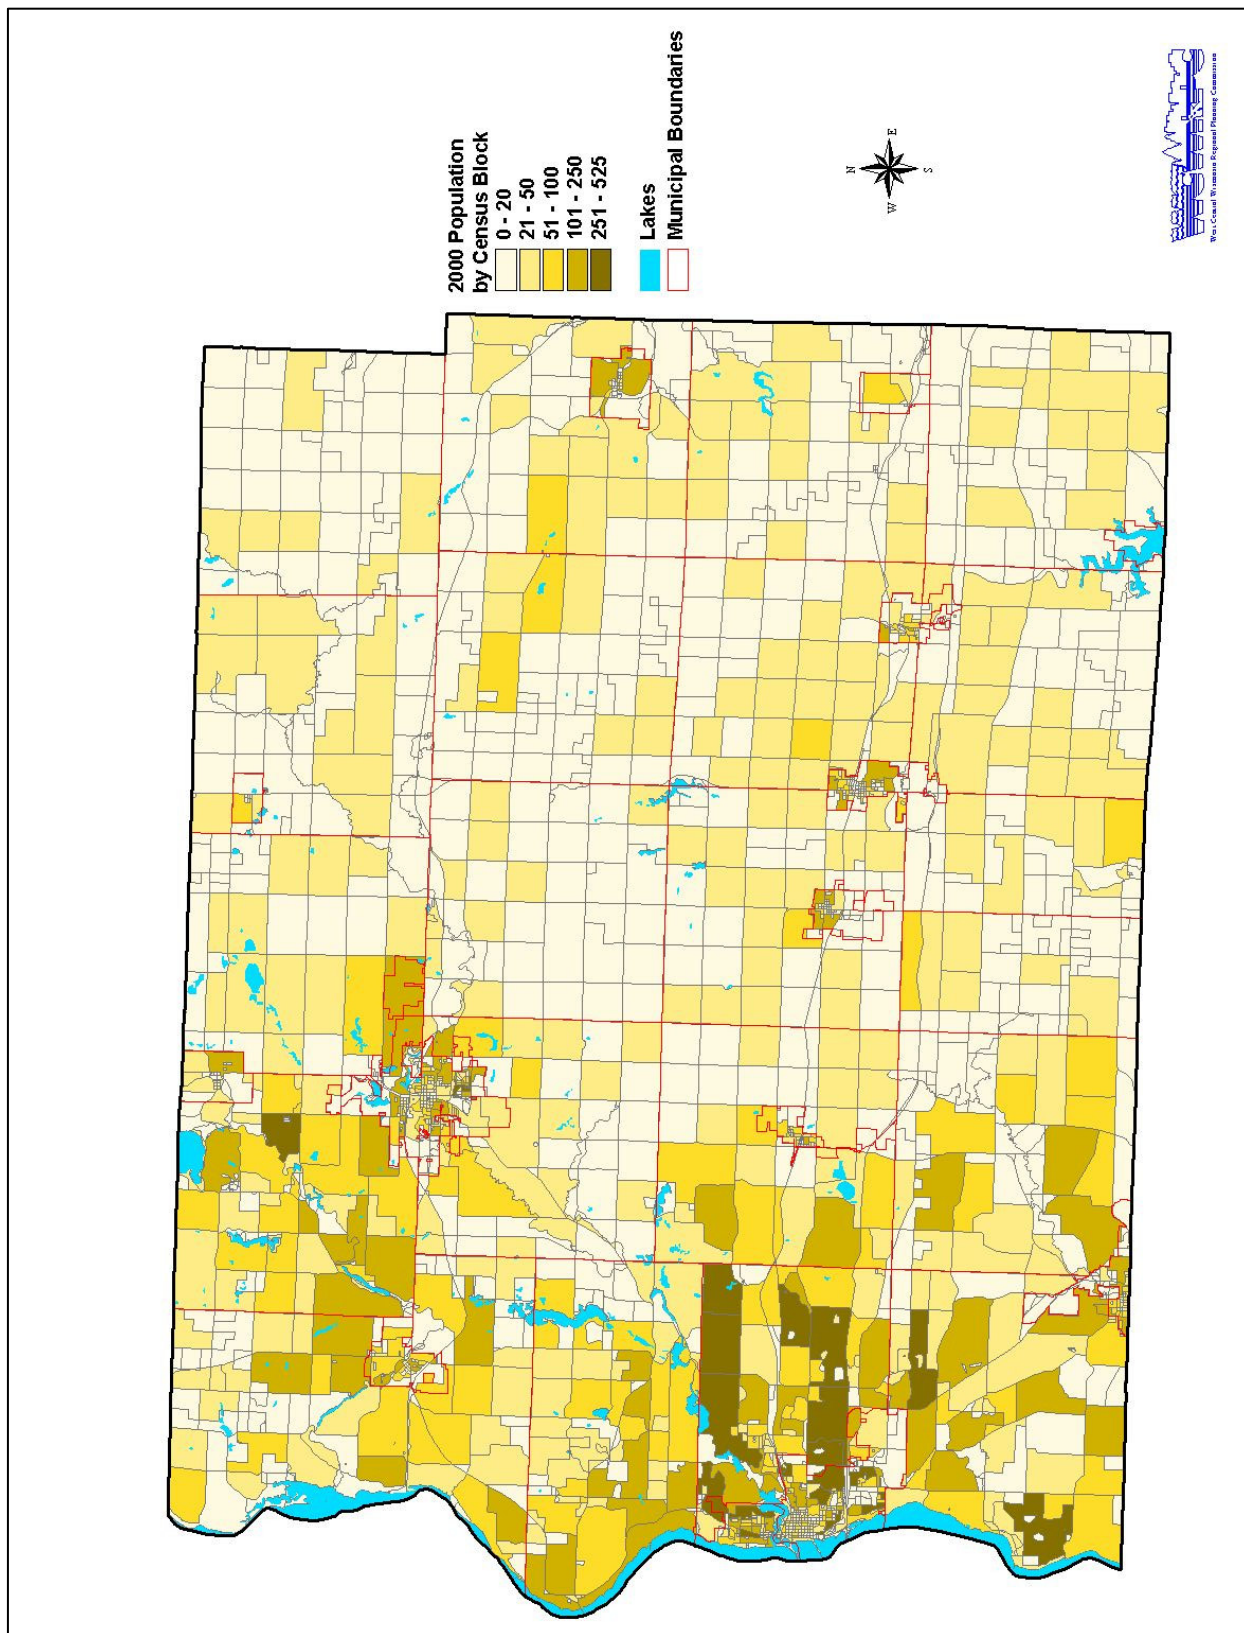 2000 Population
by Census Block
0 - 20
21 - 50
51 - 100
101 - 250
251 - 525
Lakes
Municipal Boundaries
N
W
E
S
West Central Wisconsin Regional Planning Commission